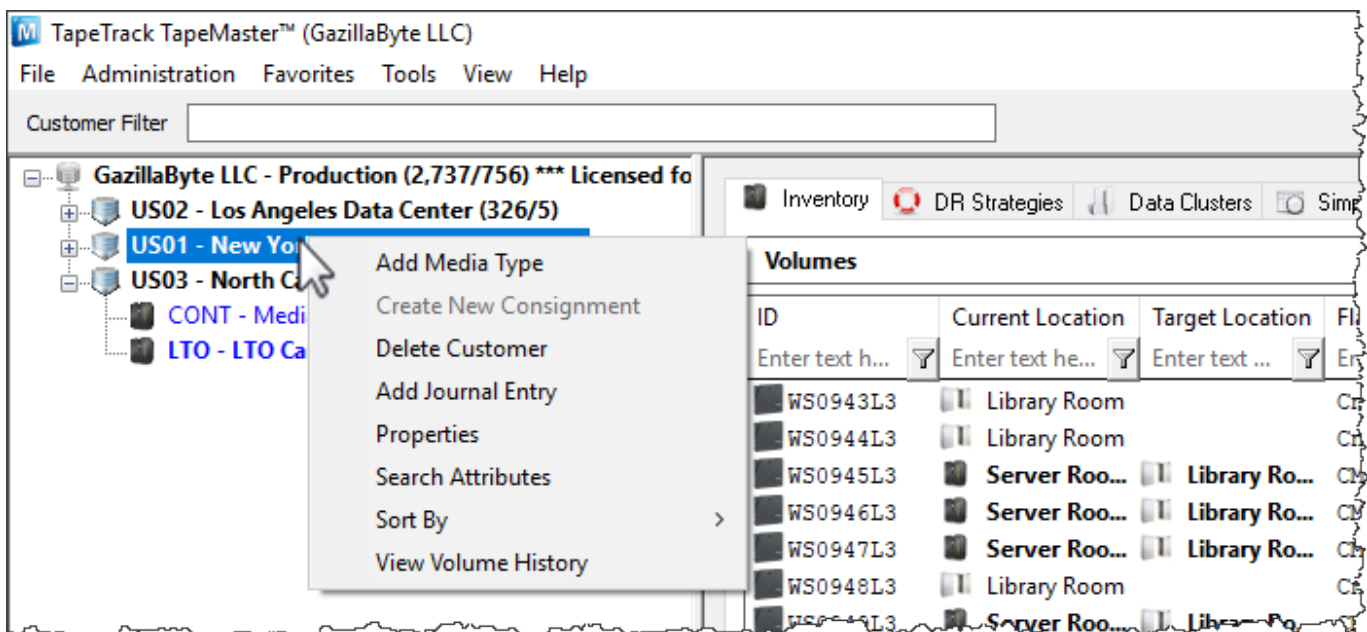 TapeTrack TapeMaster™ (GazillaByte LLC)
File Administration Favorites Tools View Help
Customer Filter
GazillaByte LLC - Production (2,737/756) *** Licensed fo
US02 - Los Angeles Data Center (326/5)
US01 - New Yo
US03 - North Ca
CONT - Medi
LTO - LTO Ca
Add Media Type
Create New Consignment
Delete Customer
Add Journal Entry
Properties
Search Attributes
Sort By
View Volume History
Inventory DR Strategies Data Clusters Simp
Volumes
ID Current Location Target Location
Enter text h... Enter text he... Enter text ...
WS0943L3 Library Room
WS0944L3 Library Room
WS0945L3 Server Roo... Library Ro...
WS0946L3 Server Roo... Library Ro...
WS0947L3 Server Roo... Library Ro...
WS0948L3 Library Room
Server Roo...